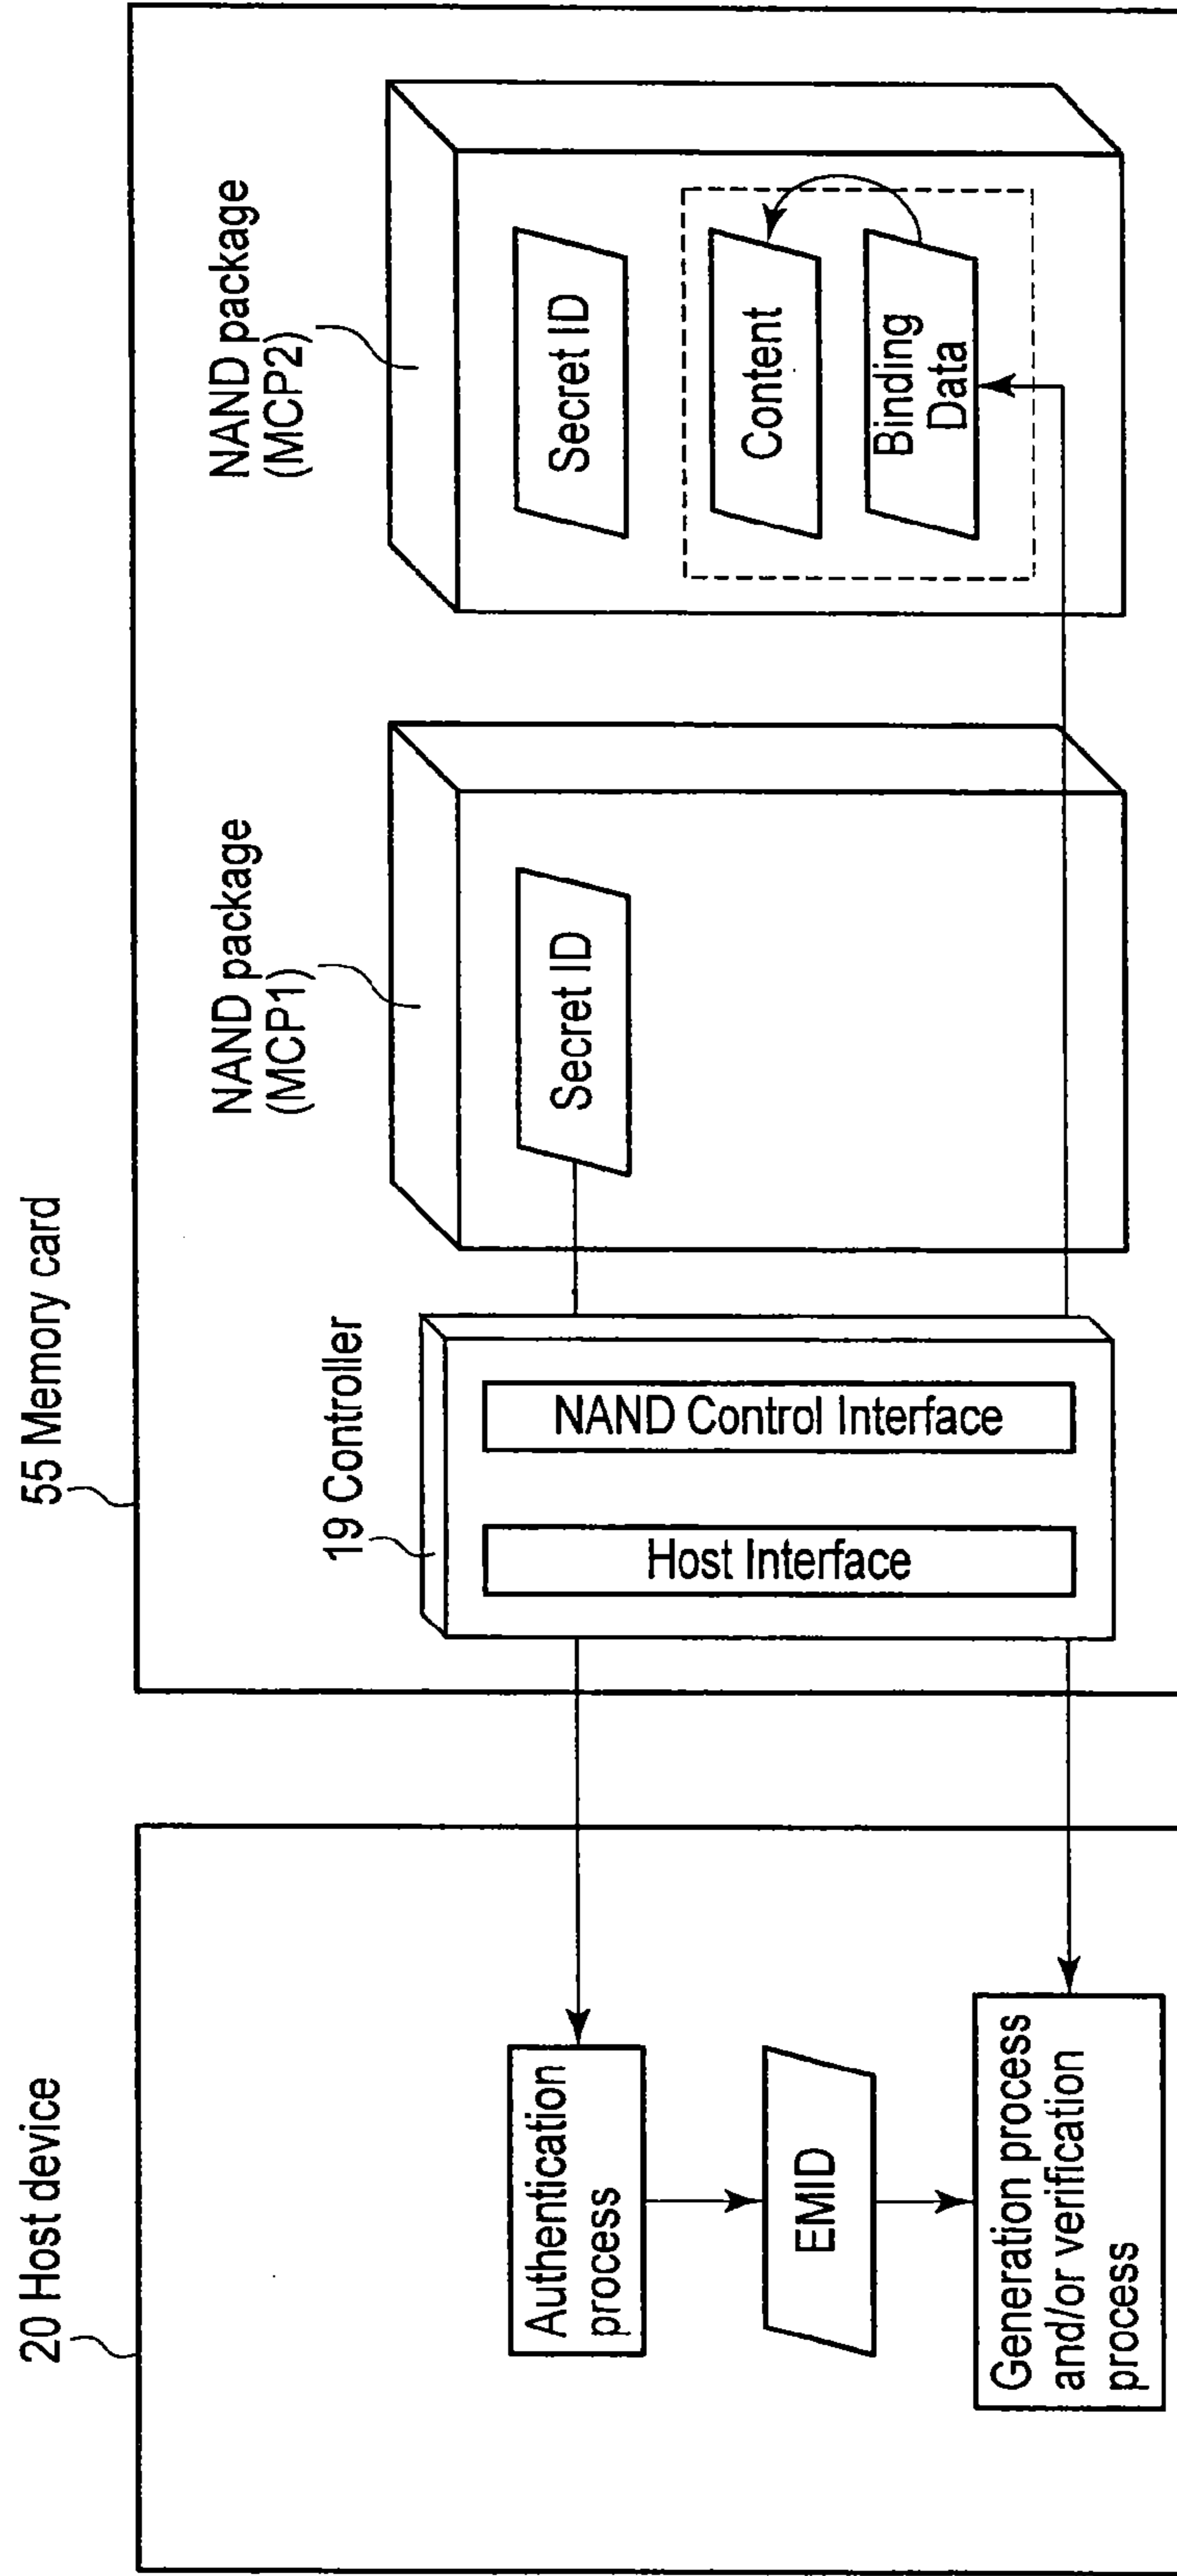 20 Host device
Authentication
process
EMID
Generation process
and/or verification
process
55 Memory card
19 Controller
Host Interface
NAND Control Interface
NAND package
(MCP1)
Secret ID
NAND package
(MCP2)
Secret ID
Content
Binding
Data